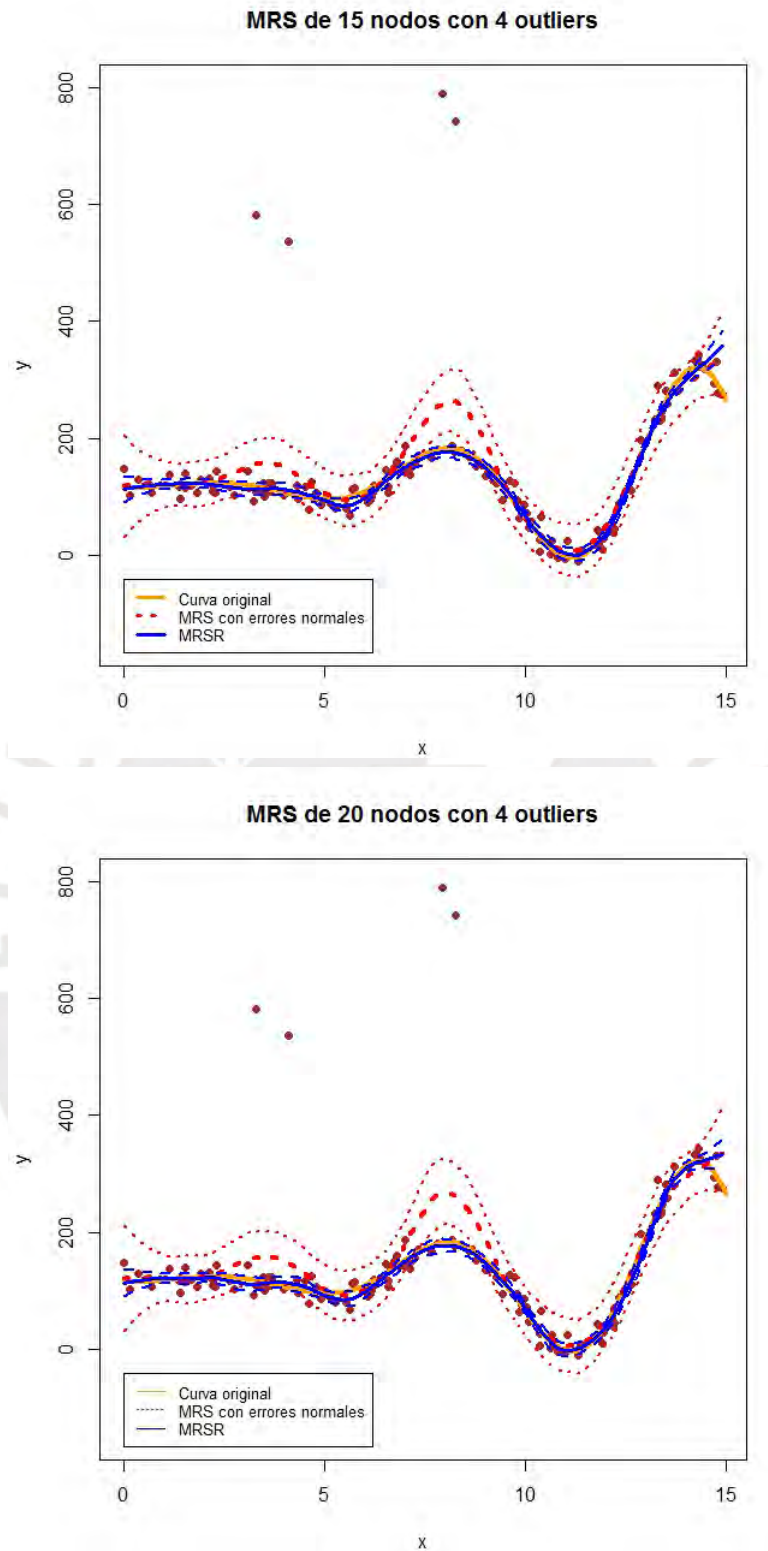 MRS de 15 nodos con 4 outliers
800
600
400
200
0
y
Curva original
MRS con errores normales
MRSR
0 5 10 15
x
MRS de 20 nodos con 4 outliers
800
600
400
200
0
y
Curva original
MRS con errores normales
MRSR
0 5 10 15
x